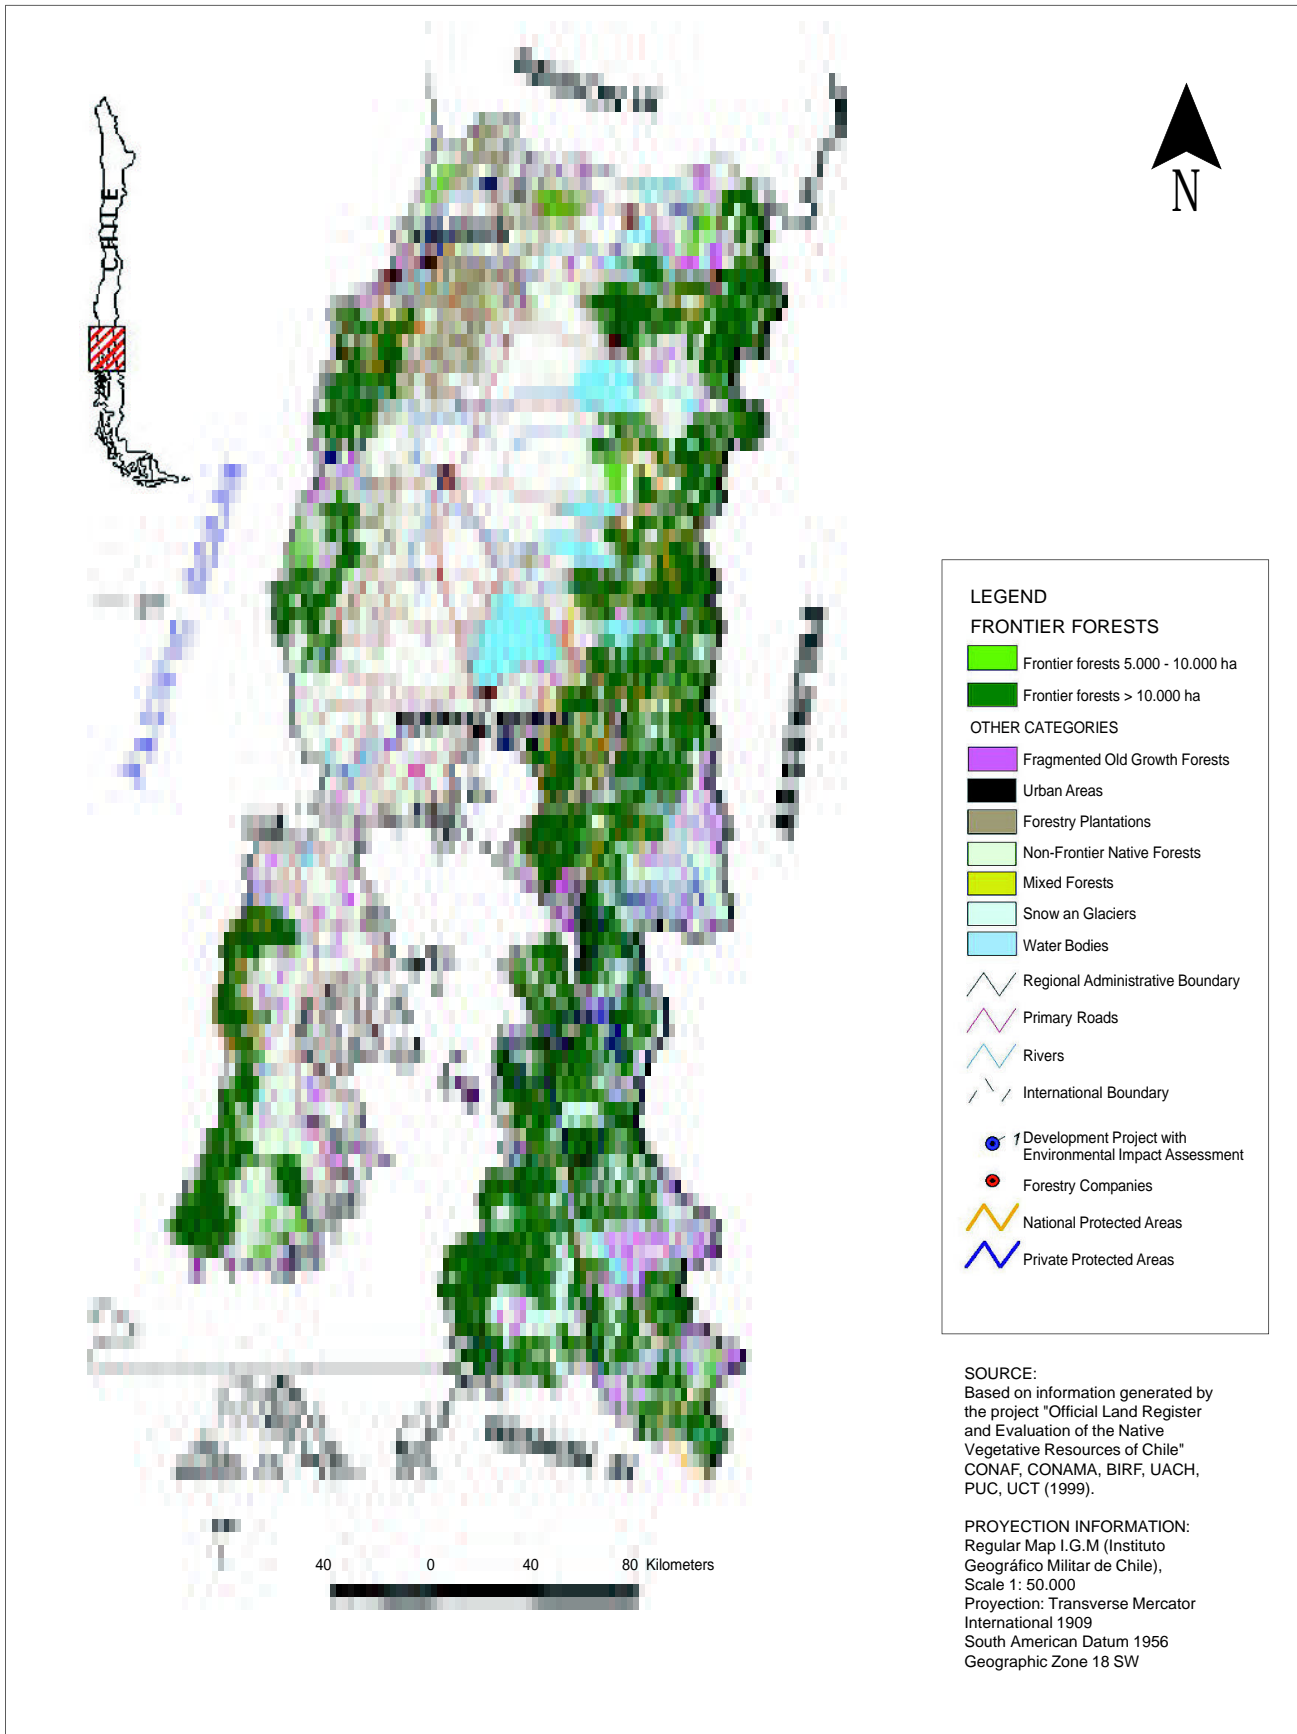 CHILE
N
LEGEND
FRONTIER FORESTS
Frontier forests 5.000 - 10.000 ha
Frontier forests > 10.000 ha
OTHER CATEGORIES
Fragmented Old Growth Forests
Urban Areas
Forestry Plantations
Non-Frontier Native Forests
Mixed Forests
Snow an Glaciers
Water Bodies
Regional Administrative Boundary
Primary Roads
Rivers
International Boundary
1 Development Project with
Environmental Impact Assessment
Forestry Companies
National Protected Areas
Private Protected Areas
SOURCE:
Based on information generated by
the project "Official Land Register
and Evaluation of the Native
Vegetative Resources of Chile"
CONAF, CONAMA, BIRF, UACH,
PUC, UCT (1999).
PROYECTION INFORMATION:
Regular Map I.G.M (Instituto
Geográfico Militar de Chile),
Scale 1: 50.000
Proyection: Transverse Mercator
International 1909
South American Datum 1956
Geographic Zone 18 SW
40 0 40 80 Kilometers